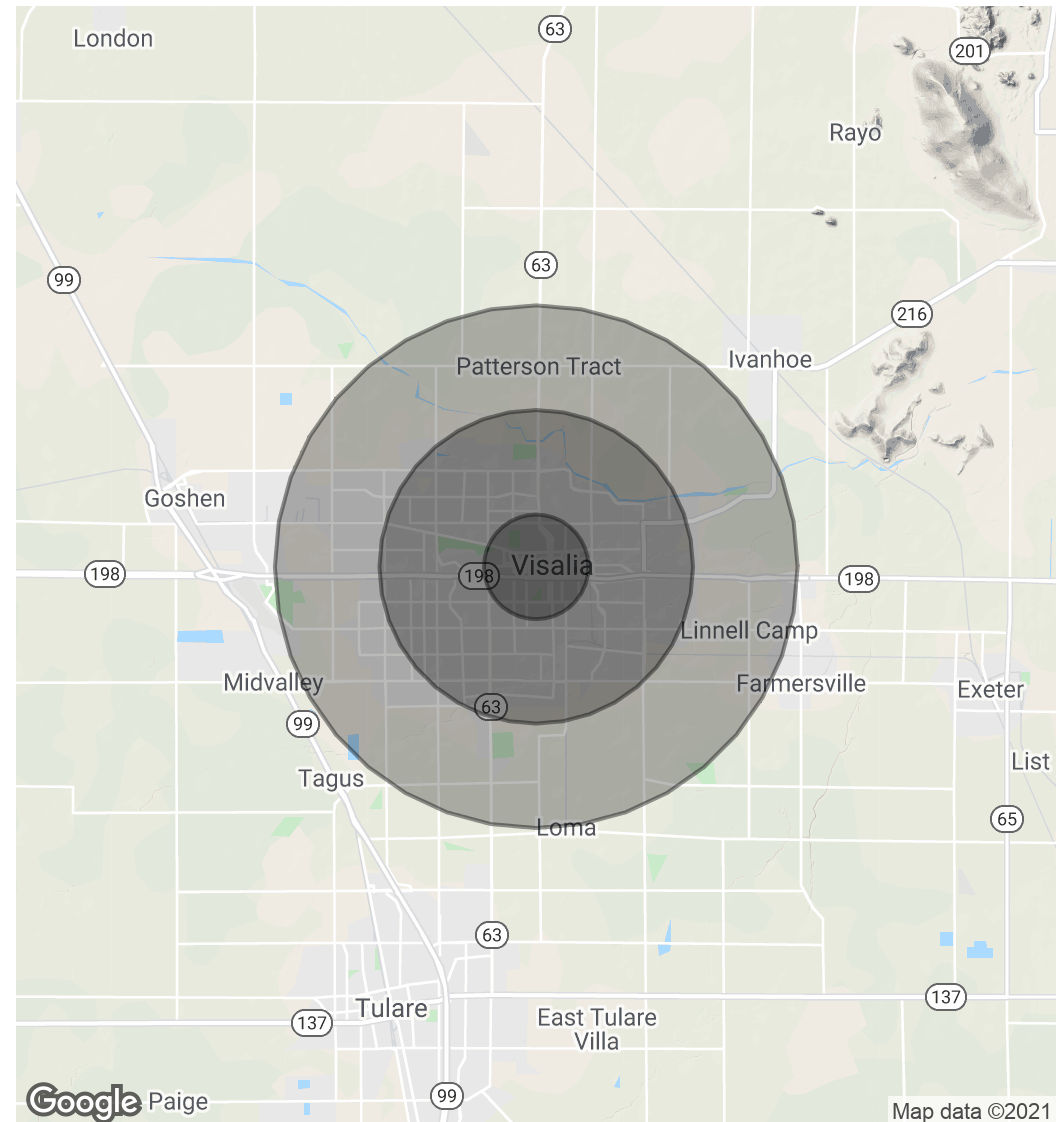 London
63
201
Rayo
99
63
216
Patterson Tract
Ivanhoe
Goshen
198
Visalia
198
198
Linnell Camp
Midvalley
Farmersville
Exeter
63
99
List
Tagus
65
Loma
63
Tulare
137
137
East Tulare
Villa
99
Google
Paige
Map data ©2021